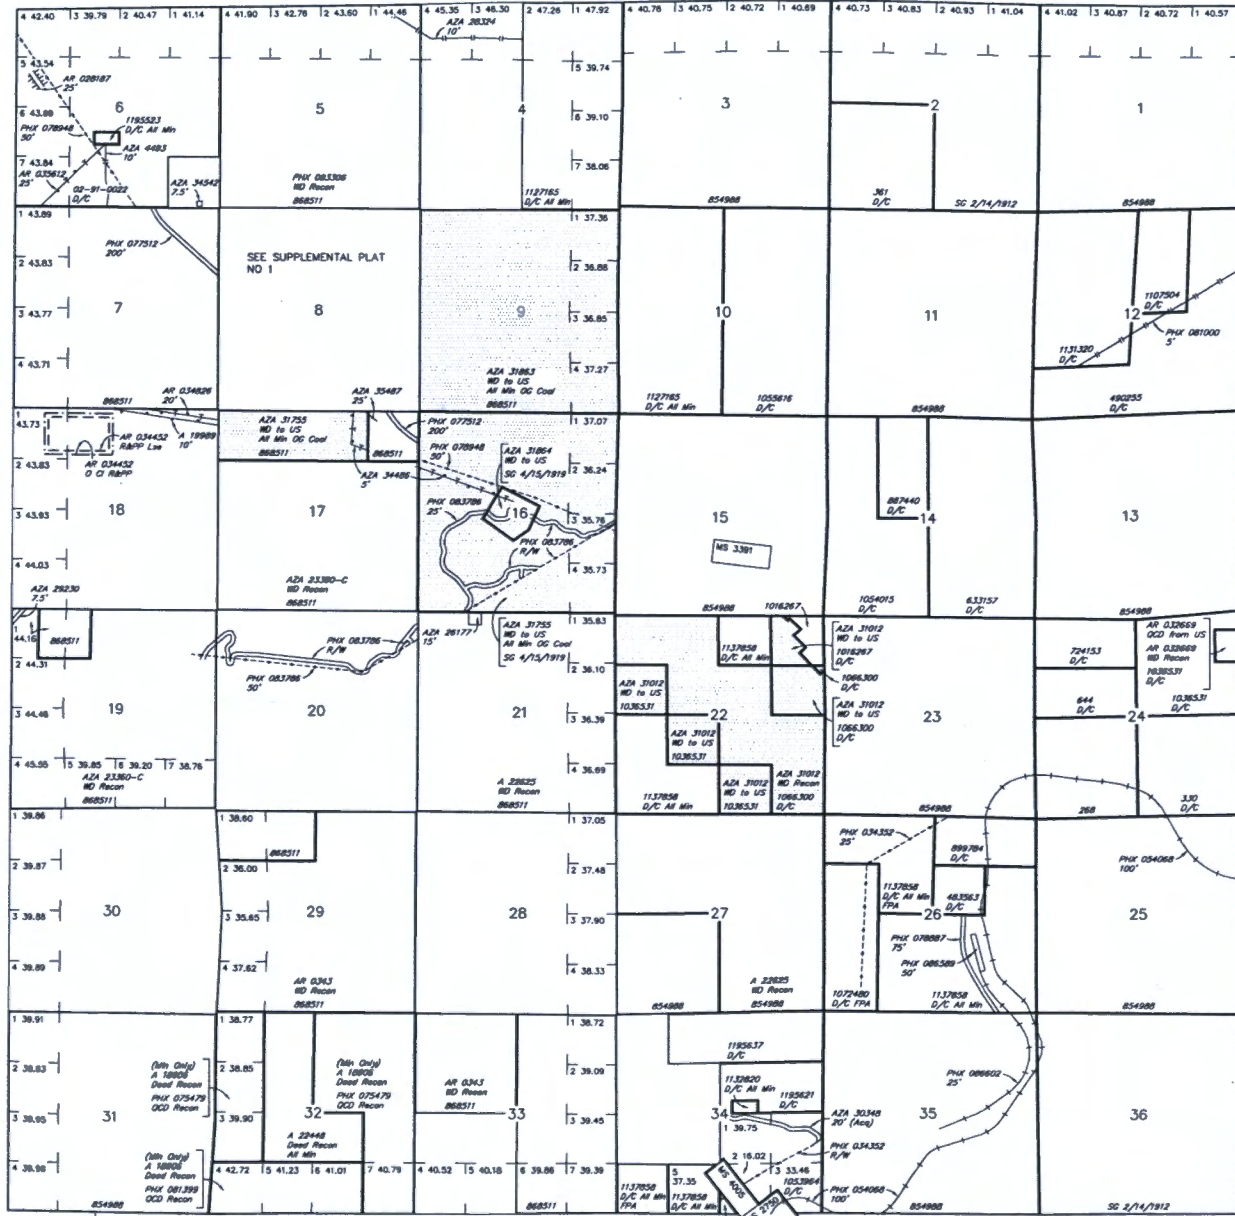 4 42.40 3 39.79 2 40.47 1 41.14
4 41.90 3 42.76 2 43.60 1 44.46
4 45.35 3 46.30 2 47.26 1 47.92
4 40.76 3 40.75 2 40.72 1 40.69
4 40.73 3 40.83 2 40.93 1 41.04
4 41.02 3 40.87 2 40.72 1 40.57
AZA 28324
10'
5 43.54
AR 028187
25'
5 39.74
6 43.69
6
5
4
6 39.10
3
2
1
PHX 078948
50'
1195523
D/C All Min
AZA 4493
10'
7 43.84
7 38.06
AR 035612
25'
02-91-0022
D/C
AZA 34542
7.5'
PHX 083306
WD Recon
868511
1127165
D/C All Min
854988
361
D/C
SG 2/14/1912
854988
1 43.89
PHX 077512
200'
2 43.83
SEE SUPPLEMENTAL PLAT
NO 1
1 37.36
2 36.88
3 43.77
7
8
9
3 36.85
10
11
12
1107504
D/C
PHX 081000
5'
1131320
D/C
4 43.71
AZA 31863
WD to US
All Min OG Coal
868511
4 37.27
868511
AR 034826
20'
AZA 35487
25'
1127165
D/C All Min
1055616
D/C
854988
490255
D/C
1
43.73
AR 034452
R&PP Lse
AR 034452
O Cl R&PP
A 19989
10'
AZA 31755
WD to US
All Min OG Coal
868511
868511
PHX 077512
200'
1 37.07
PHX 078948
50'
AZA 31864
WD to US
SG 4/15/1919
2 43.83
AZA 34486
5'
2 36.24
3 43.93
18
17
PHX 083786
25'
16
3 35.76
15
MS 3391
887440
D/C
14
13
PHX 083786
R/W
4 44.03
4 35.73
AZA 29230
7.5'
AZA 23360-C
WD Recon
868511
854988
1054015
D/C
633157
D/C
854988
1
44.16
868511
2 44.31
PHX 083786
R/W
PHX 083786
50'
AZA 26177
15'
AZA 31755
WD to US
All Min OG Coal
SG 4/15/1919
1 35.83
2 36.10
1016267
1137858
D/C All Min
AZA 31012
WD to US
1016267
D/C
1066300
D/C
AZA 31012
WD to US
1066300
D/C
AR 032669
QCD from US
AR 032669
WD Recon
1036531
D/C
724153
D/C
1036531
D/C
644
D/C
3 44.46
19
20
21
3 36.39
AZA 31012
WD to US
1036531
22
23
24
AZA 31012
WD to US
1036531
4 45.95 5 39.85 6 39.20 7 38.76
AZA 23360-C
WD Recon
868511
A 22625
WD Recon
868511
4 36.69
1137858
D/C All Min
AZA 31012
WD to US
1036531
AZA 31012
WD Recon
1066300
D/C
854988
268
330
D/C
1 39.86
1 38.60
868511
1 37.05
PHX 034352
25'
899784
D/C
PHX 054068
100'
2 39.87
2 36.00
2 37.48
3 39.88
30
3 35.65
29
28
3 37.90
27
1137858
D/C All Min
FPA
26
483563
D/C
25
PHX 078887
75'
PHX 086589
50'
4 39.89
4 37.62
4 38.33
AR 0343
WD Recon
868511
854988
A 22625
WD Recon
854988
1072480
D/C FPA
1137858
D/C All Min
854988
1 39.91
1 38.77
1 38.72
1195637
D/C
2 39.93
(Min Only)
A 18806
Deed Recon
PHX 075479
QCD Recon
2 38.85
(Min Only)
A 18806
Deed Recon
PHX 075479
QCD Recon
AR 0343
WD Recon
868511
2 39.09
1132820
D/C All Min
1195621
D/C
PHX 086602
25'
3 39.95
31
3 39.90
32
33
3 39.45
34
1 39.75
AZA 30348
20' (Acq)
35
36
A 22448
Deed Recon
All Min
PHX 034352
R/W
4 39.98
(Min Only)
A 18806
Deed Recon
PHX 081399
QCD Recon
4 42.72 5 41.23 6 41.01 7 40.79
4 40.52 5 40.18 6 39.86 7 39.39
2 16.02
3 33.46
1053964
D/C
5
37.35
1137858
D/C All Min
FPA
1137858
D/C All Min
MS 4005
2750
PHX 054068
100'
854988
868511
854988
SG 2/14/1912